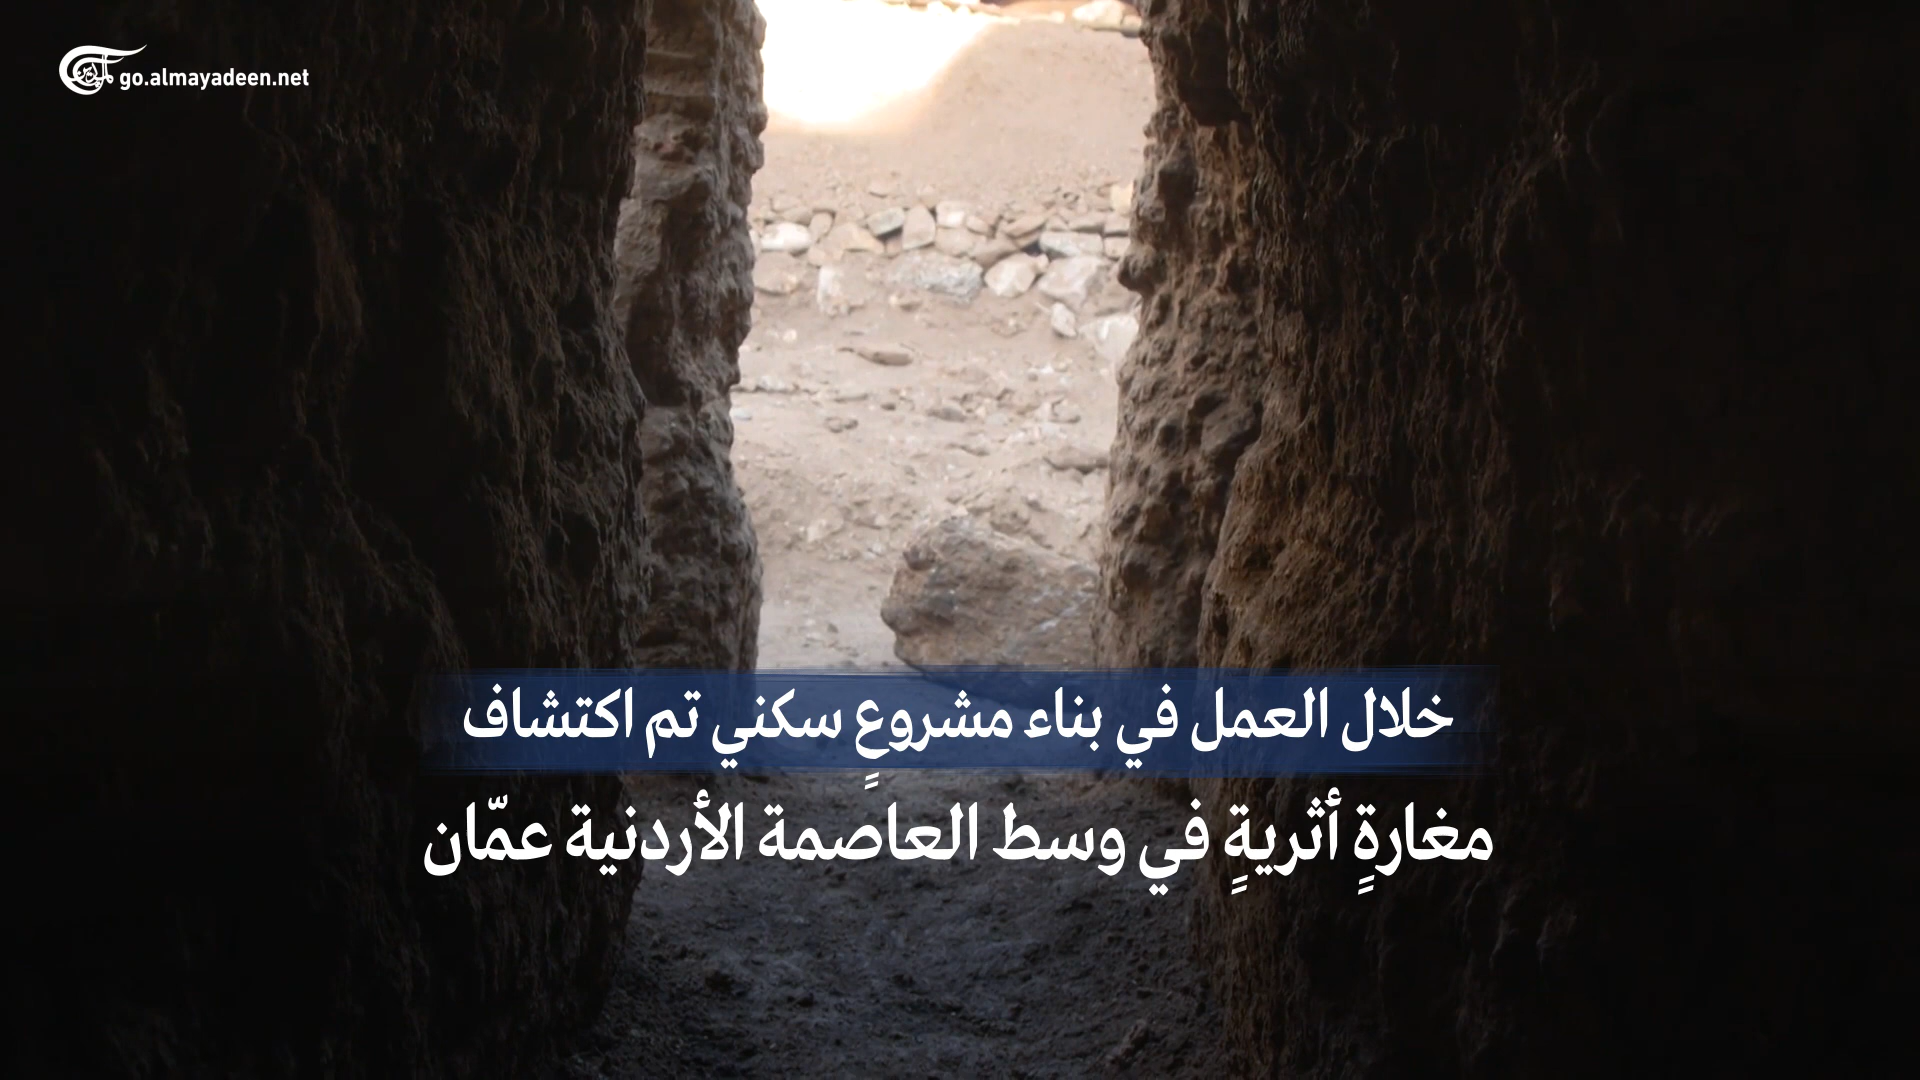 go.almayadeen.net
خلال العمل في بناء مشروعٍ سكني تم اكتشاف
مغارةٍ أثريةٍ في وسط العاصمة الأردنية عمّان